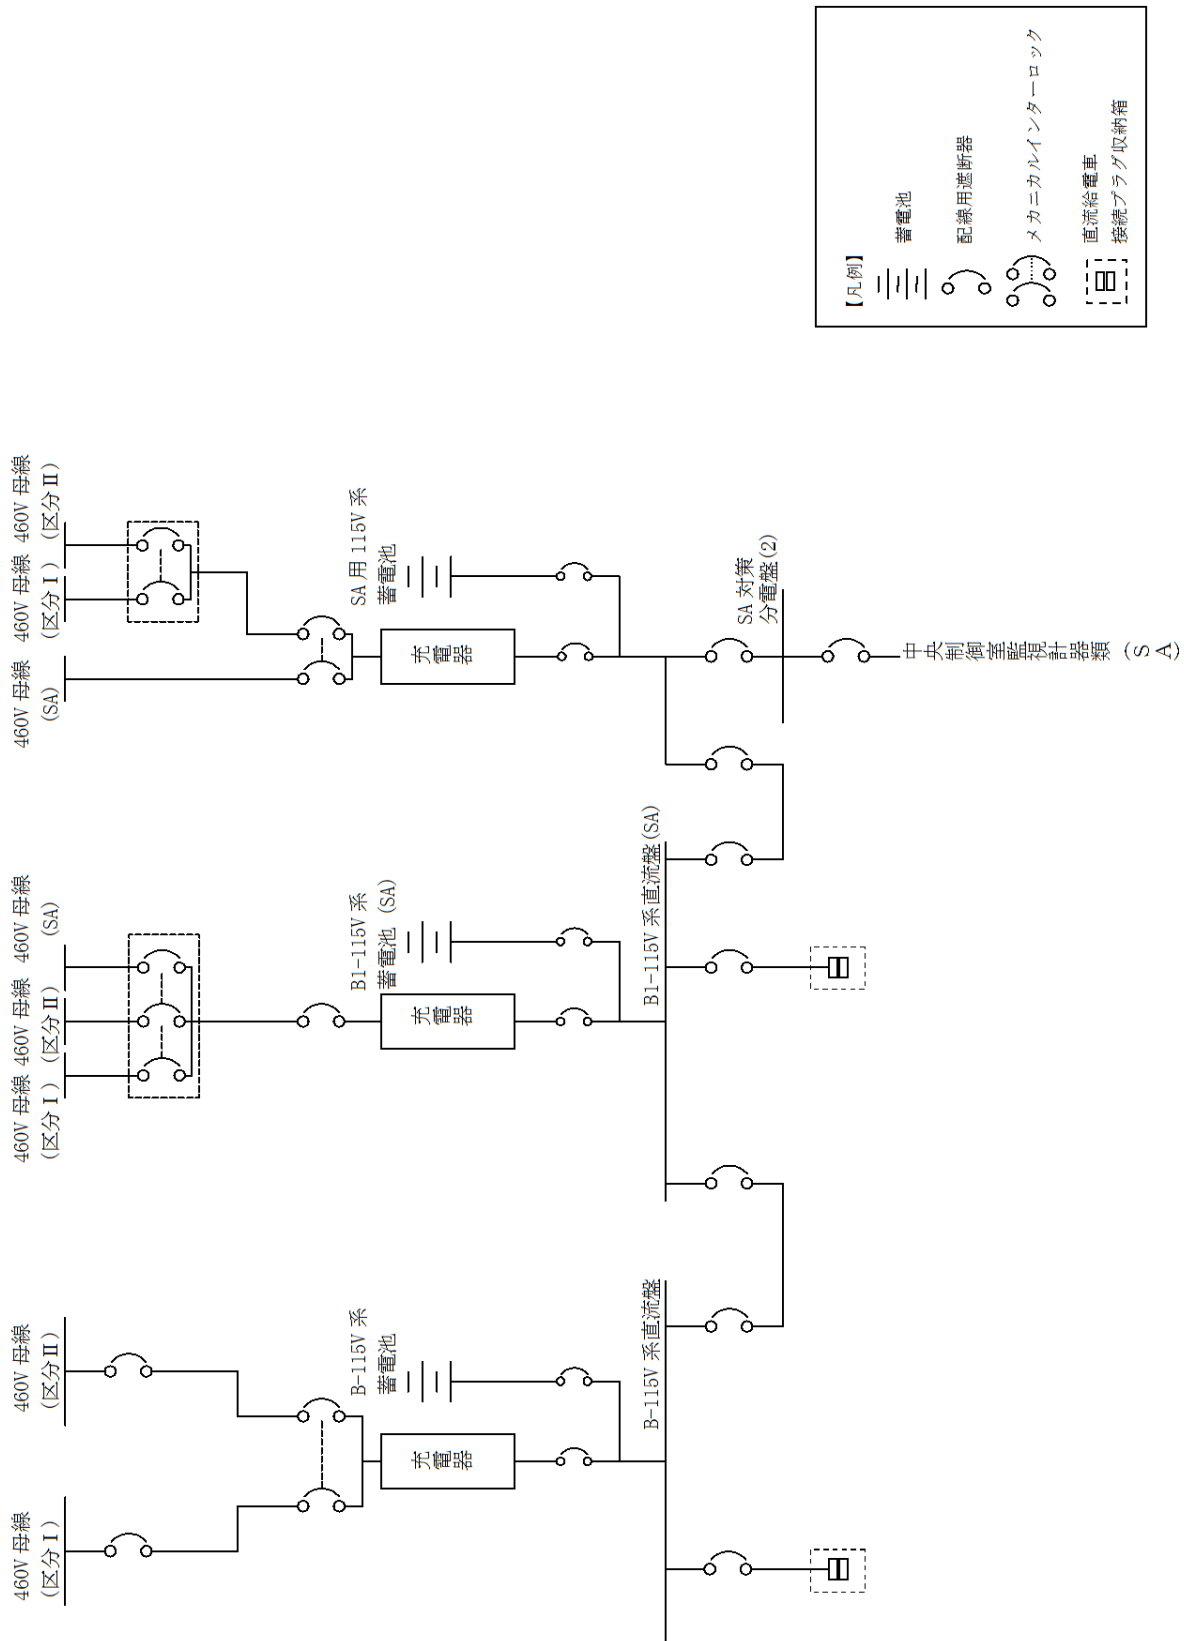 460V 母線
(区分Ⅰ)
460V 母線
(区分Ⅱ)
B-115V 系
蓄電池
充電器
B-115V 系直流盤
460V 母線
(区分Ⅰ)
460V 母線
(区分Ⅱ)
460V 母線
(SA)
B1-115V 系
蓄電池 (SA)
充電器
B1-115V 系直流盤(SA)
460V 母線
(SA)
460V 母線
(区分Ⅰ)
460V 母線
(区分Ⅱ)
SA 用 115V 系
蓄電池
充電器
SA 対策
分電盤(2)
中央制御室監視計器類(SA)
【凡例】
蓄電池
配線用遮断器
メカニカルインターロック
直流給電車
接続プラグ収納箱